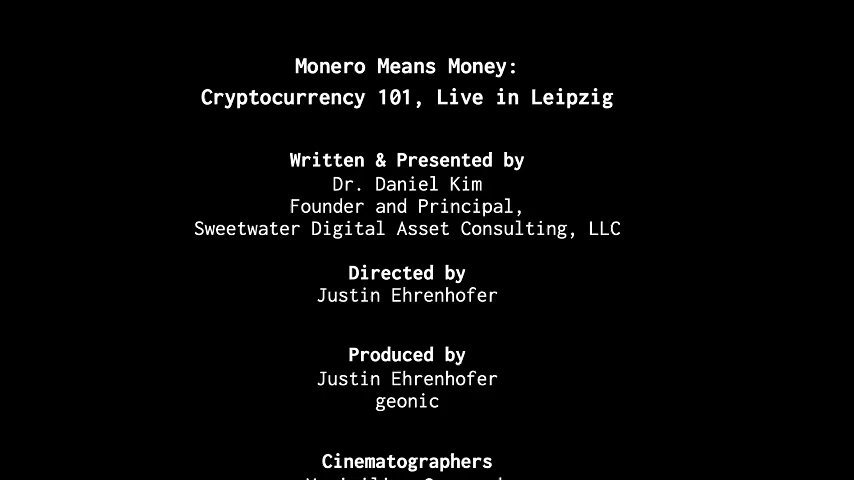 Monero Means Money:
Cryptocurrency 101, Live in Leipzig
Written & Presented by
Dr. Daniel Kim
Founder and Principal,
Sweetwater Digital Asset Consulting, LLC
Directed by
Justin Ehrenhofer
Produced by
Justin Ehrenhofer
geonic
Cinematographers